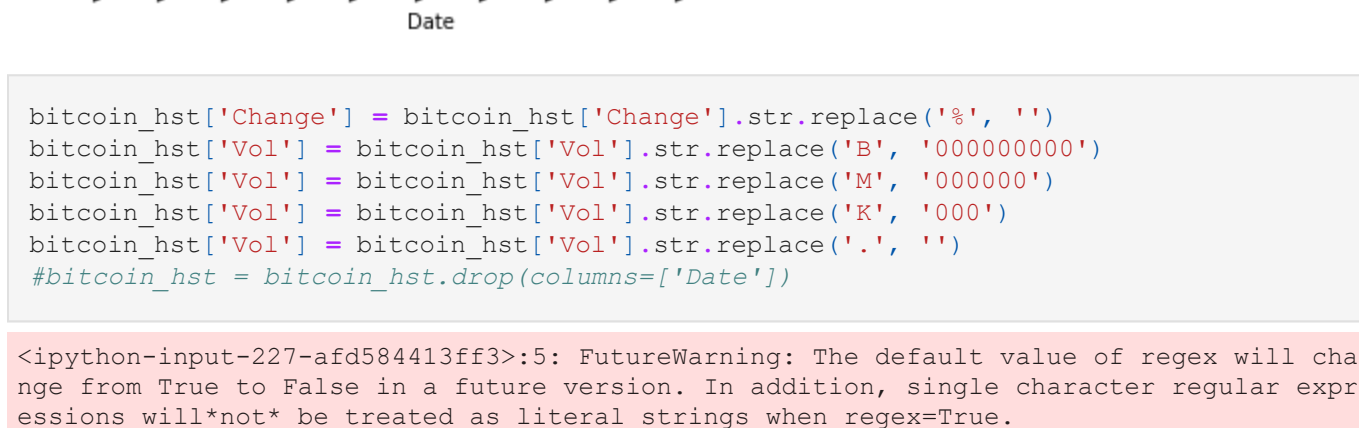 Date
bitcoin_hst['Change'] = bitcoin_hst['Change'].str.replace('%', '')
bitcoin_hst['Vol'] = bitcoin_hst['Vol'].str.replace('B', '000000000')
bitcoin_hst['Vol'] = bitcoin_hst['Vol'].str.replace('M', '000000')
bitcoin_hst['Vol'] = bitcoin_hst['Vol'].str.replace('K', '000')
bitcoin_hst['Vol'] = bitcoin_hst['Vol'].str.replace('.', '')
#bitcoin_hst = bitcoin_hst.drop(columns=['Date'])
<ipython-input-227-afd584413ff3>:5: FutureWarning: The default value of regex will cha
nge from True to False in a future version. In addition, single character regular expr
essions will*not* be treated as literal strings when regex=True.